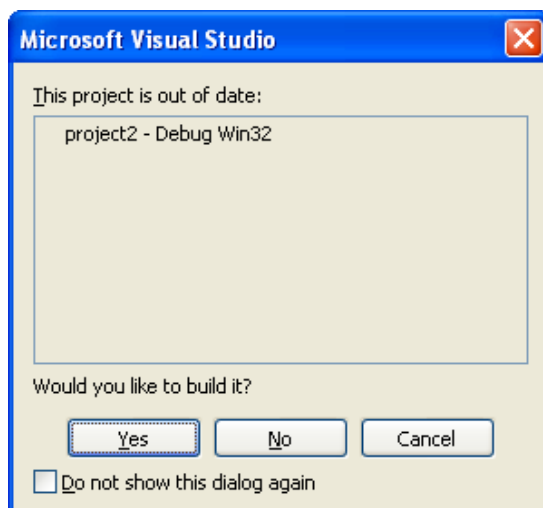 Microsoft Visual Studio
This project is out of date:
project2 - Debug Win32
Would you like to build it?
Yes No Cancel
Do not show this dialog again